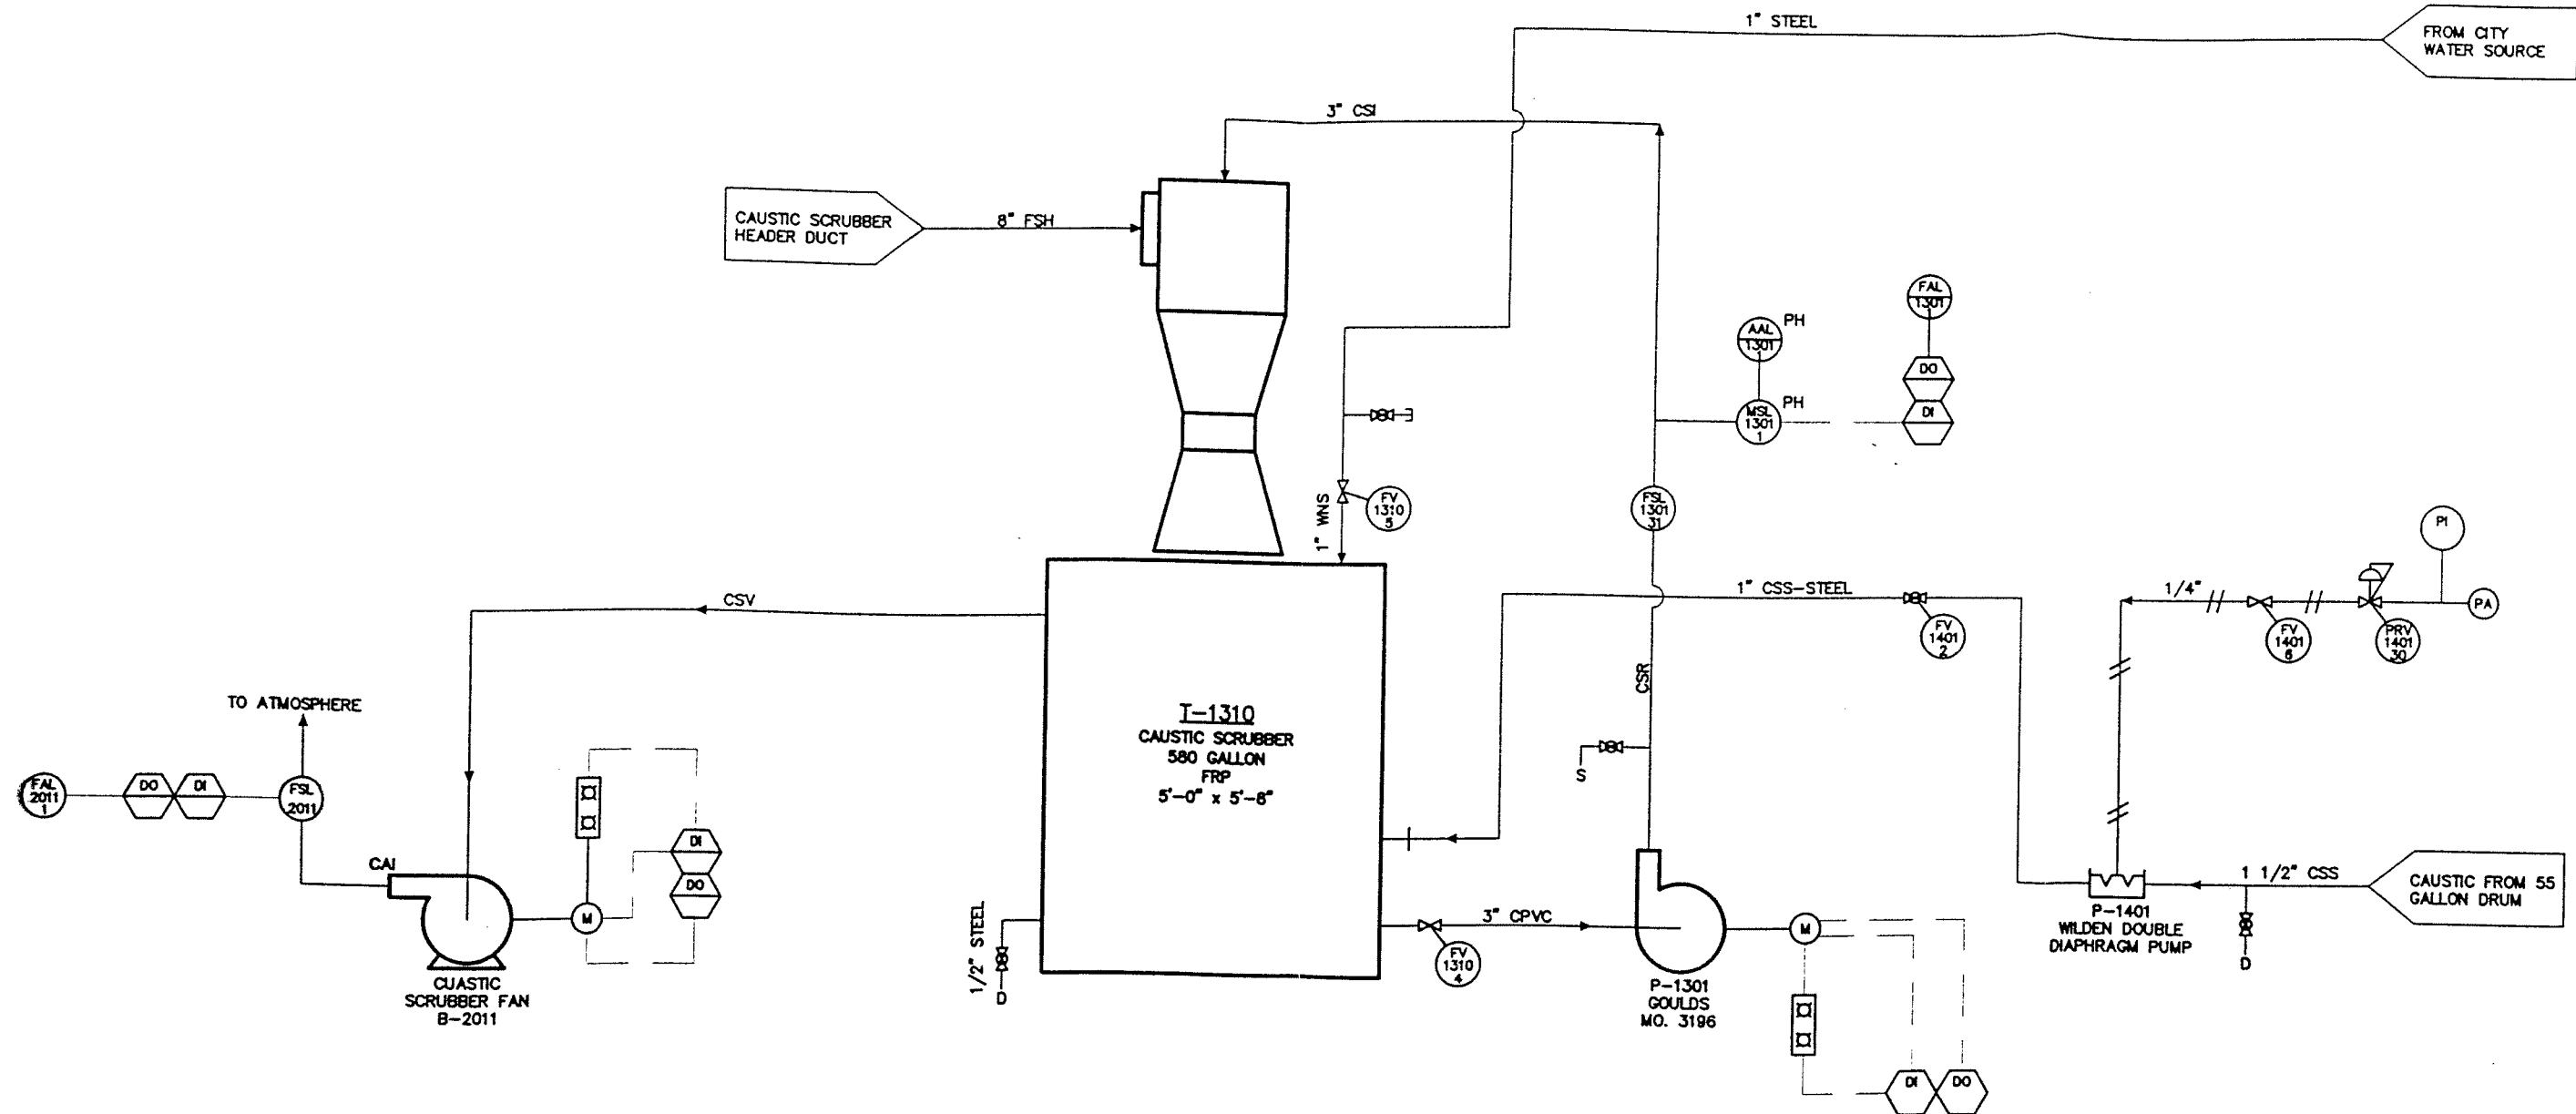 1" STEEL
FROM CITY
WATER SOURCE
3" CSI
CAUSTIC SCRUBBER
HEADER DUCT
8" FSH
FAL
1301
AAL
1301
1
PH
DO
DI
MSL
1301
1
PH
1" WNS
FV
1310
5
FSL
1301
31
PI
CSV
1" CSS-STEEL
FV
1401
2
1/4"
FV
1401
6
PRV
1401
30
PA
CSR
TO ATMOSPHERE
T-1310
CAUSTIC SCRUBBER
580 GALLON
FRP
5'-0" x 5'-8"
S
FAL
2011
1
DO
DI
FSL
2011
DI
DO
CAI
M
CUASTIC
SCRUBBER FAN
B-2011
1/2" STEEL
D
3" CPVC
FV
1310
4
M
P-1301
GOULDS
MO. 3196
DI
DO
1 1/2" CSS
CAUSTIC FROM 55
GALLON DRUM
P-1401
WILDEN DOUBLE
DIAPHRAGM PUMP
D